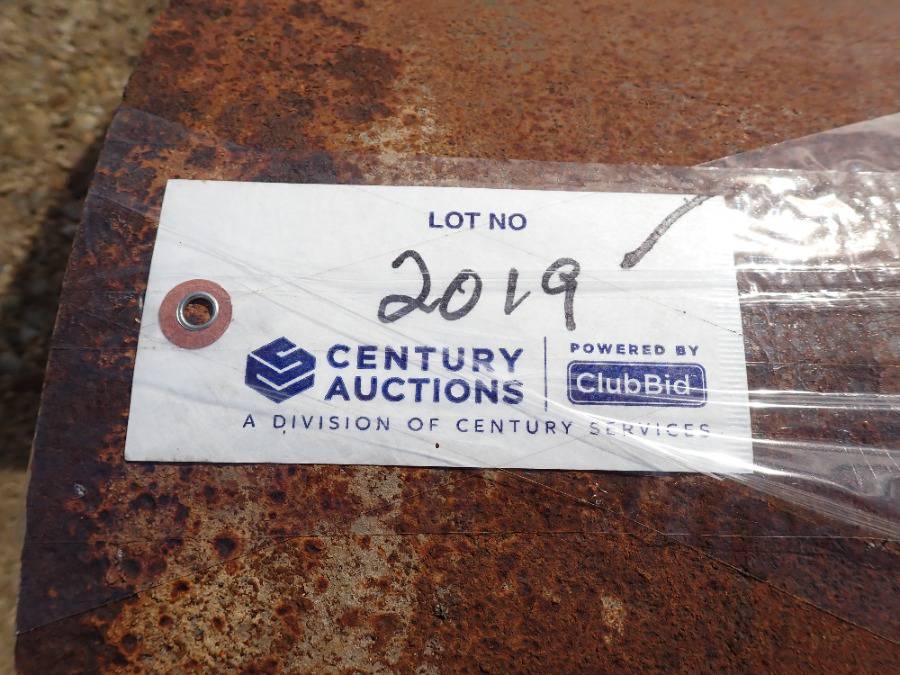 LOT NO
2019
CENTURY
AUCTIONS
POWERED BY
ClubBid
A DIVISION OF CENTURY SERVICES